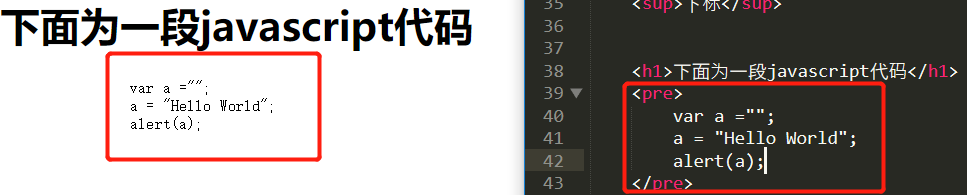 下面为一段javascript代码
var a ="";
a = "Hello World";
alert(a);
35 <sup>下标</sup>
36
37
38 <h1>下面为一段javascript代码</h1>
39 <pre>
40 var a ="";
41 a = "Hello World";
42 alert(a);
43 </pre>